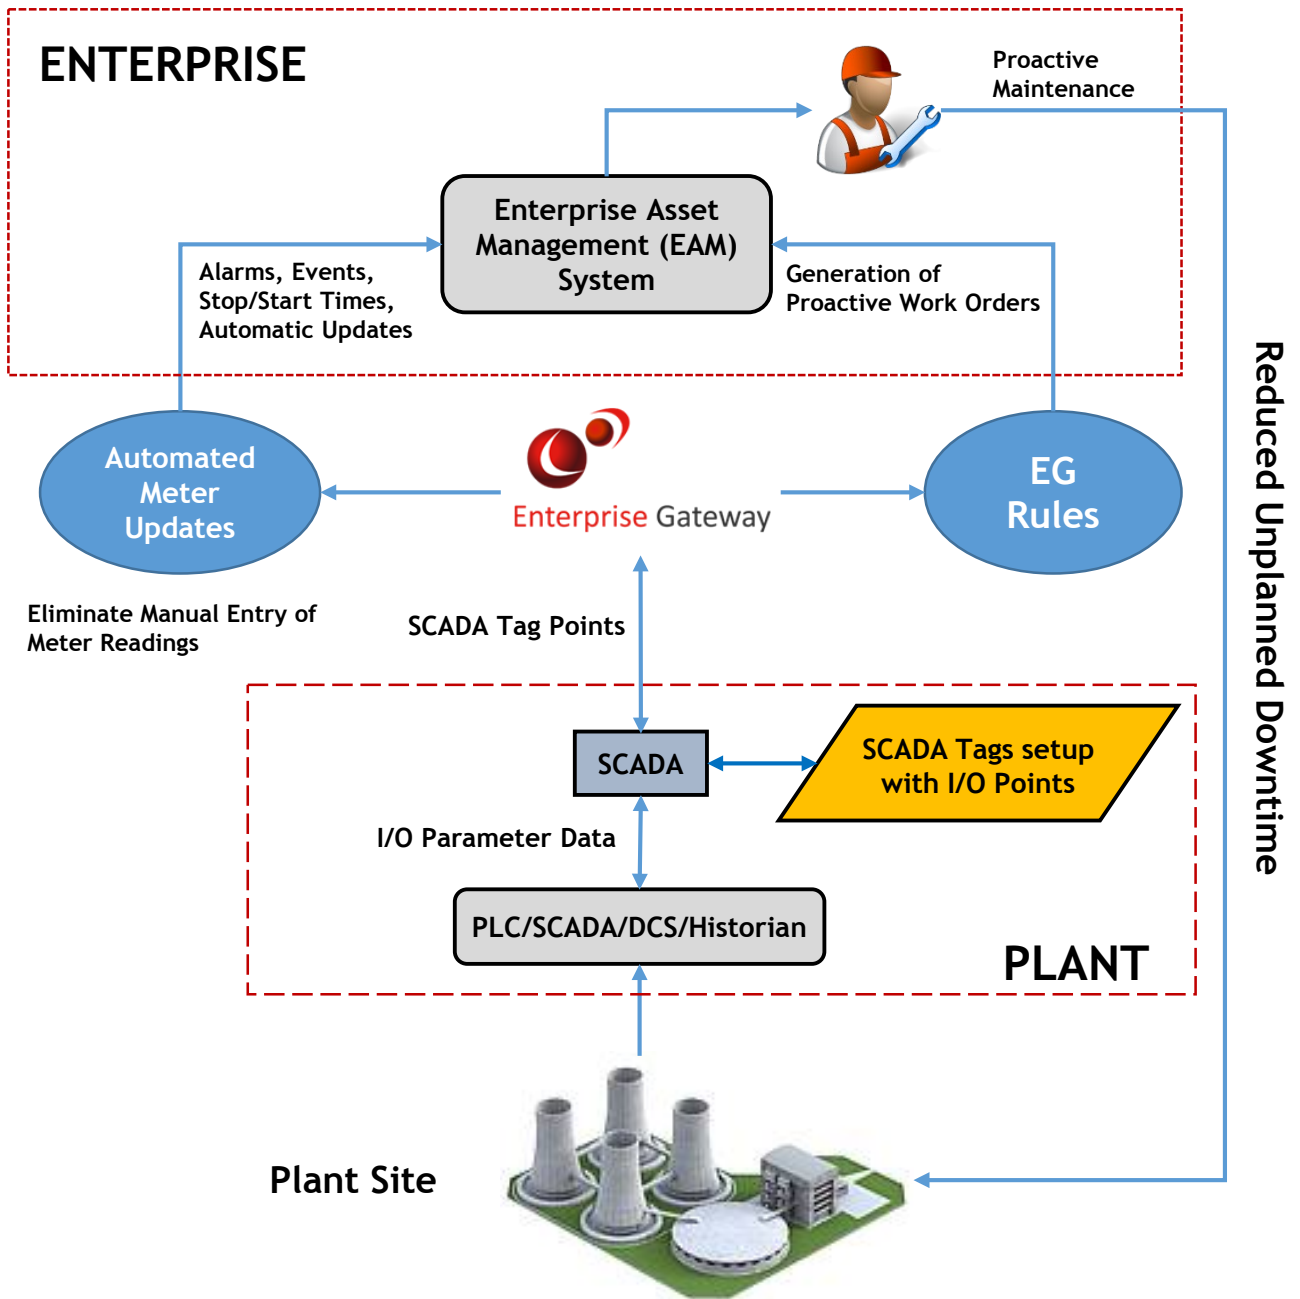 ENTERPRISE
Proactive
Maintenance
Enterprise Asset
Management (EAM)
System
Alarms, Events,
Stop/Start Times,
Automatic Updates
Generation of
Proactive Work Orders
Reduced Unplanned Downtime
Automated
Meter
Updates
Enterprise Gateway
EG
Rules
Eliminate Manual Entry of
Meter Readings
SCADA Tag Points
SCADA
SCADA Tags setup
with I/O Points
I/O Parameter Data
PLC/SCADA/DCS/Historian
PLANT
Plant Site